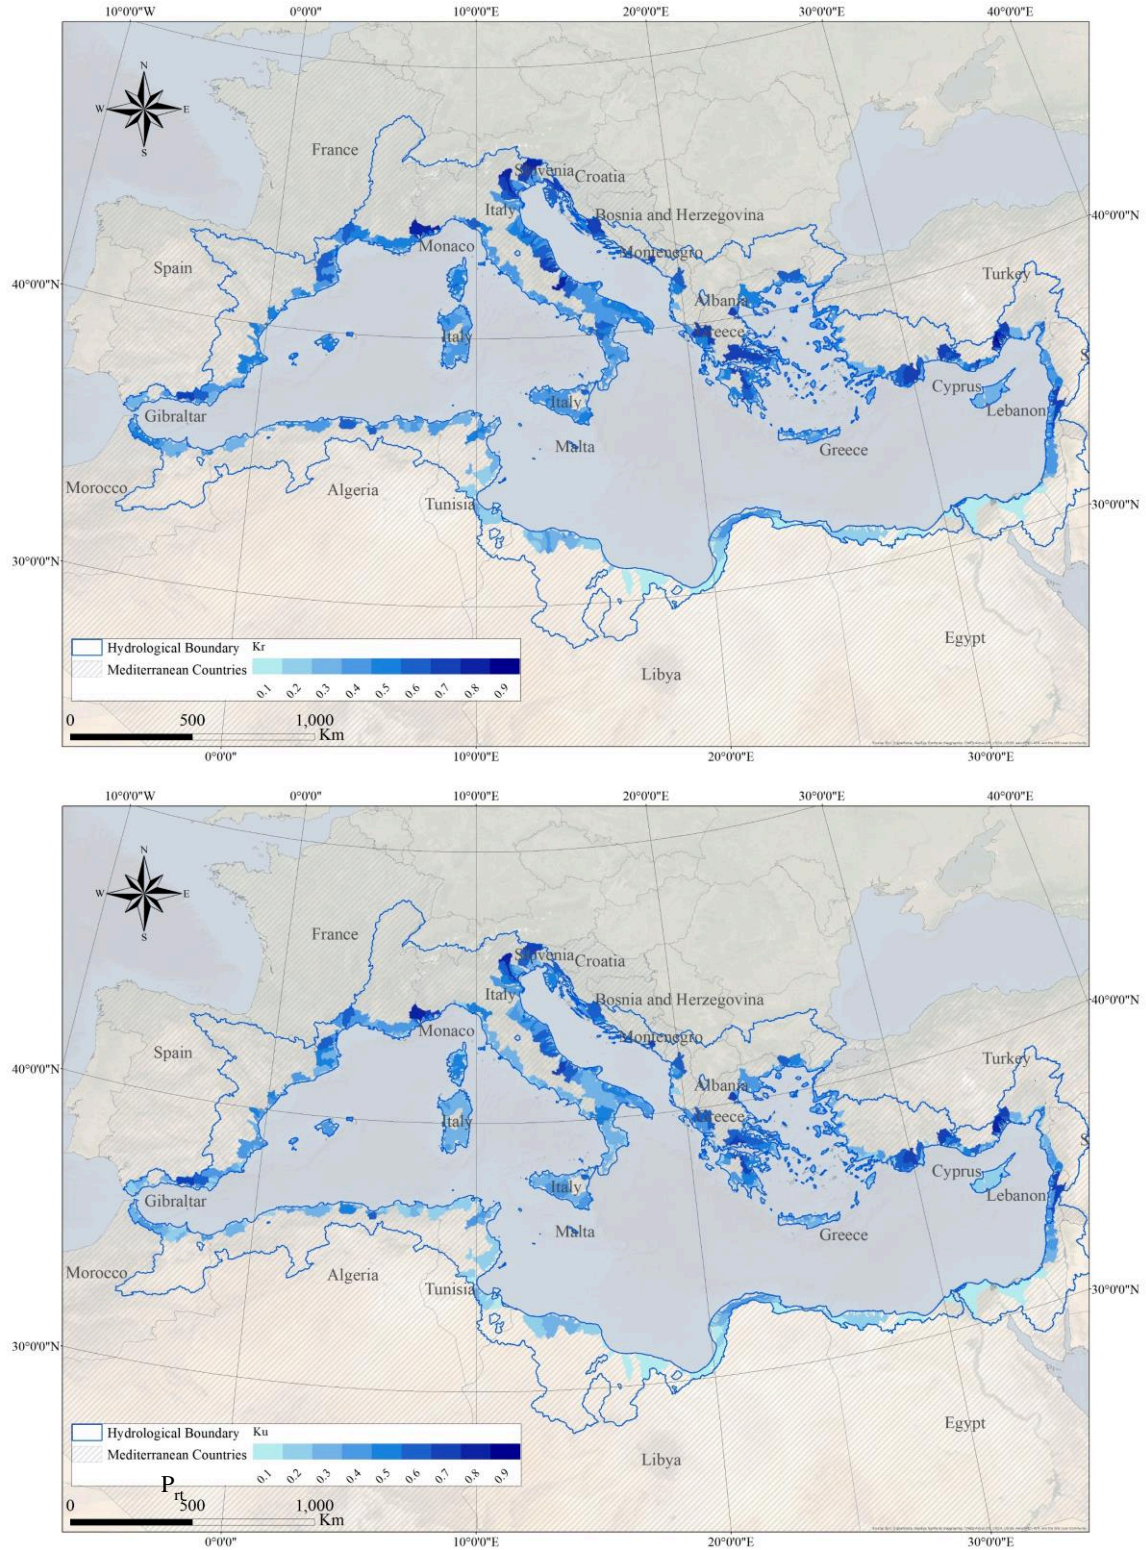 10°0'0"W 0°0'0" 10°0'0"E 20°0'0"E 30°0'0"E 40°0'0"E
N
W E
S
France
Slovenia
Croatia
Italy
Bosnia and Herzegovina
Monaco
Montenegro
40°0'0"N
Spain
Turkey
40°0'0"N
Albania
Greece
Italy
Cyprus
Italy
Lebanon
Gibraltar
Malta
Greece
Morocco
Algeria
Tunisia
30°0'0"N
30°0'0"N
Egypt
Libya
Hydrological Boundary Kr
Mediterranean Countries
0.1 0.2 0.3 0.4 0.5 0.6 0.7 0.8 0.9
0 500 1,000
Km
0°0'0" 10°0'0"E 20°0'0"E 30°0'0"E
10°0'0"W 0°0'0" 10°0'0"E 20°0'0"E 30°0'0"E 40°0'0"E
N
W E
S
France
Slovenia
Croatia
Italy
Bosnia and Herzegovina
Monaco
Montenegro
40°0'0"N
Spain
Turkey
40°0'0"N
Albania
Greece
Italy
Cyprus
Italy
Lebanon
Gibraltar
Malta
Greece
Morocco
Algeria
Tunisia
30°0'0"N
30°0'0"N
Egypt
Libya
Hydrological Boundary Ku
Mediterranean Countries
0.1 0.2 0.3 0.4 0.5 0.6 0.7 0.8 0.9
Prt
0 500 1,000
Km
0°0'0" 10°0'0"E 20°0'0"E 30°0'0"E